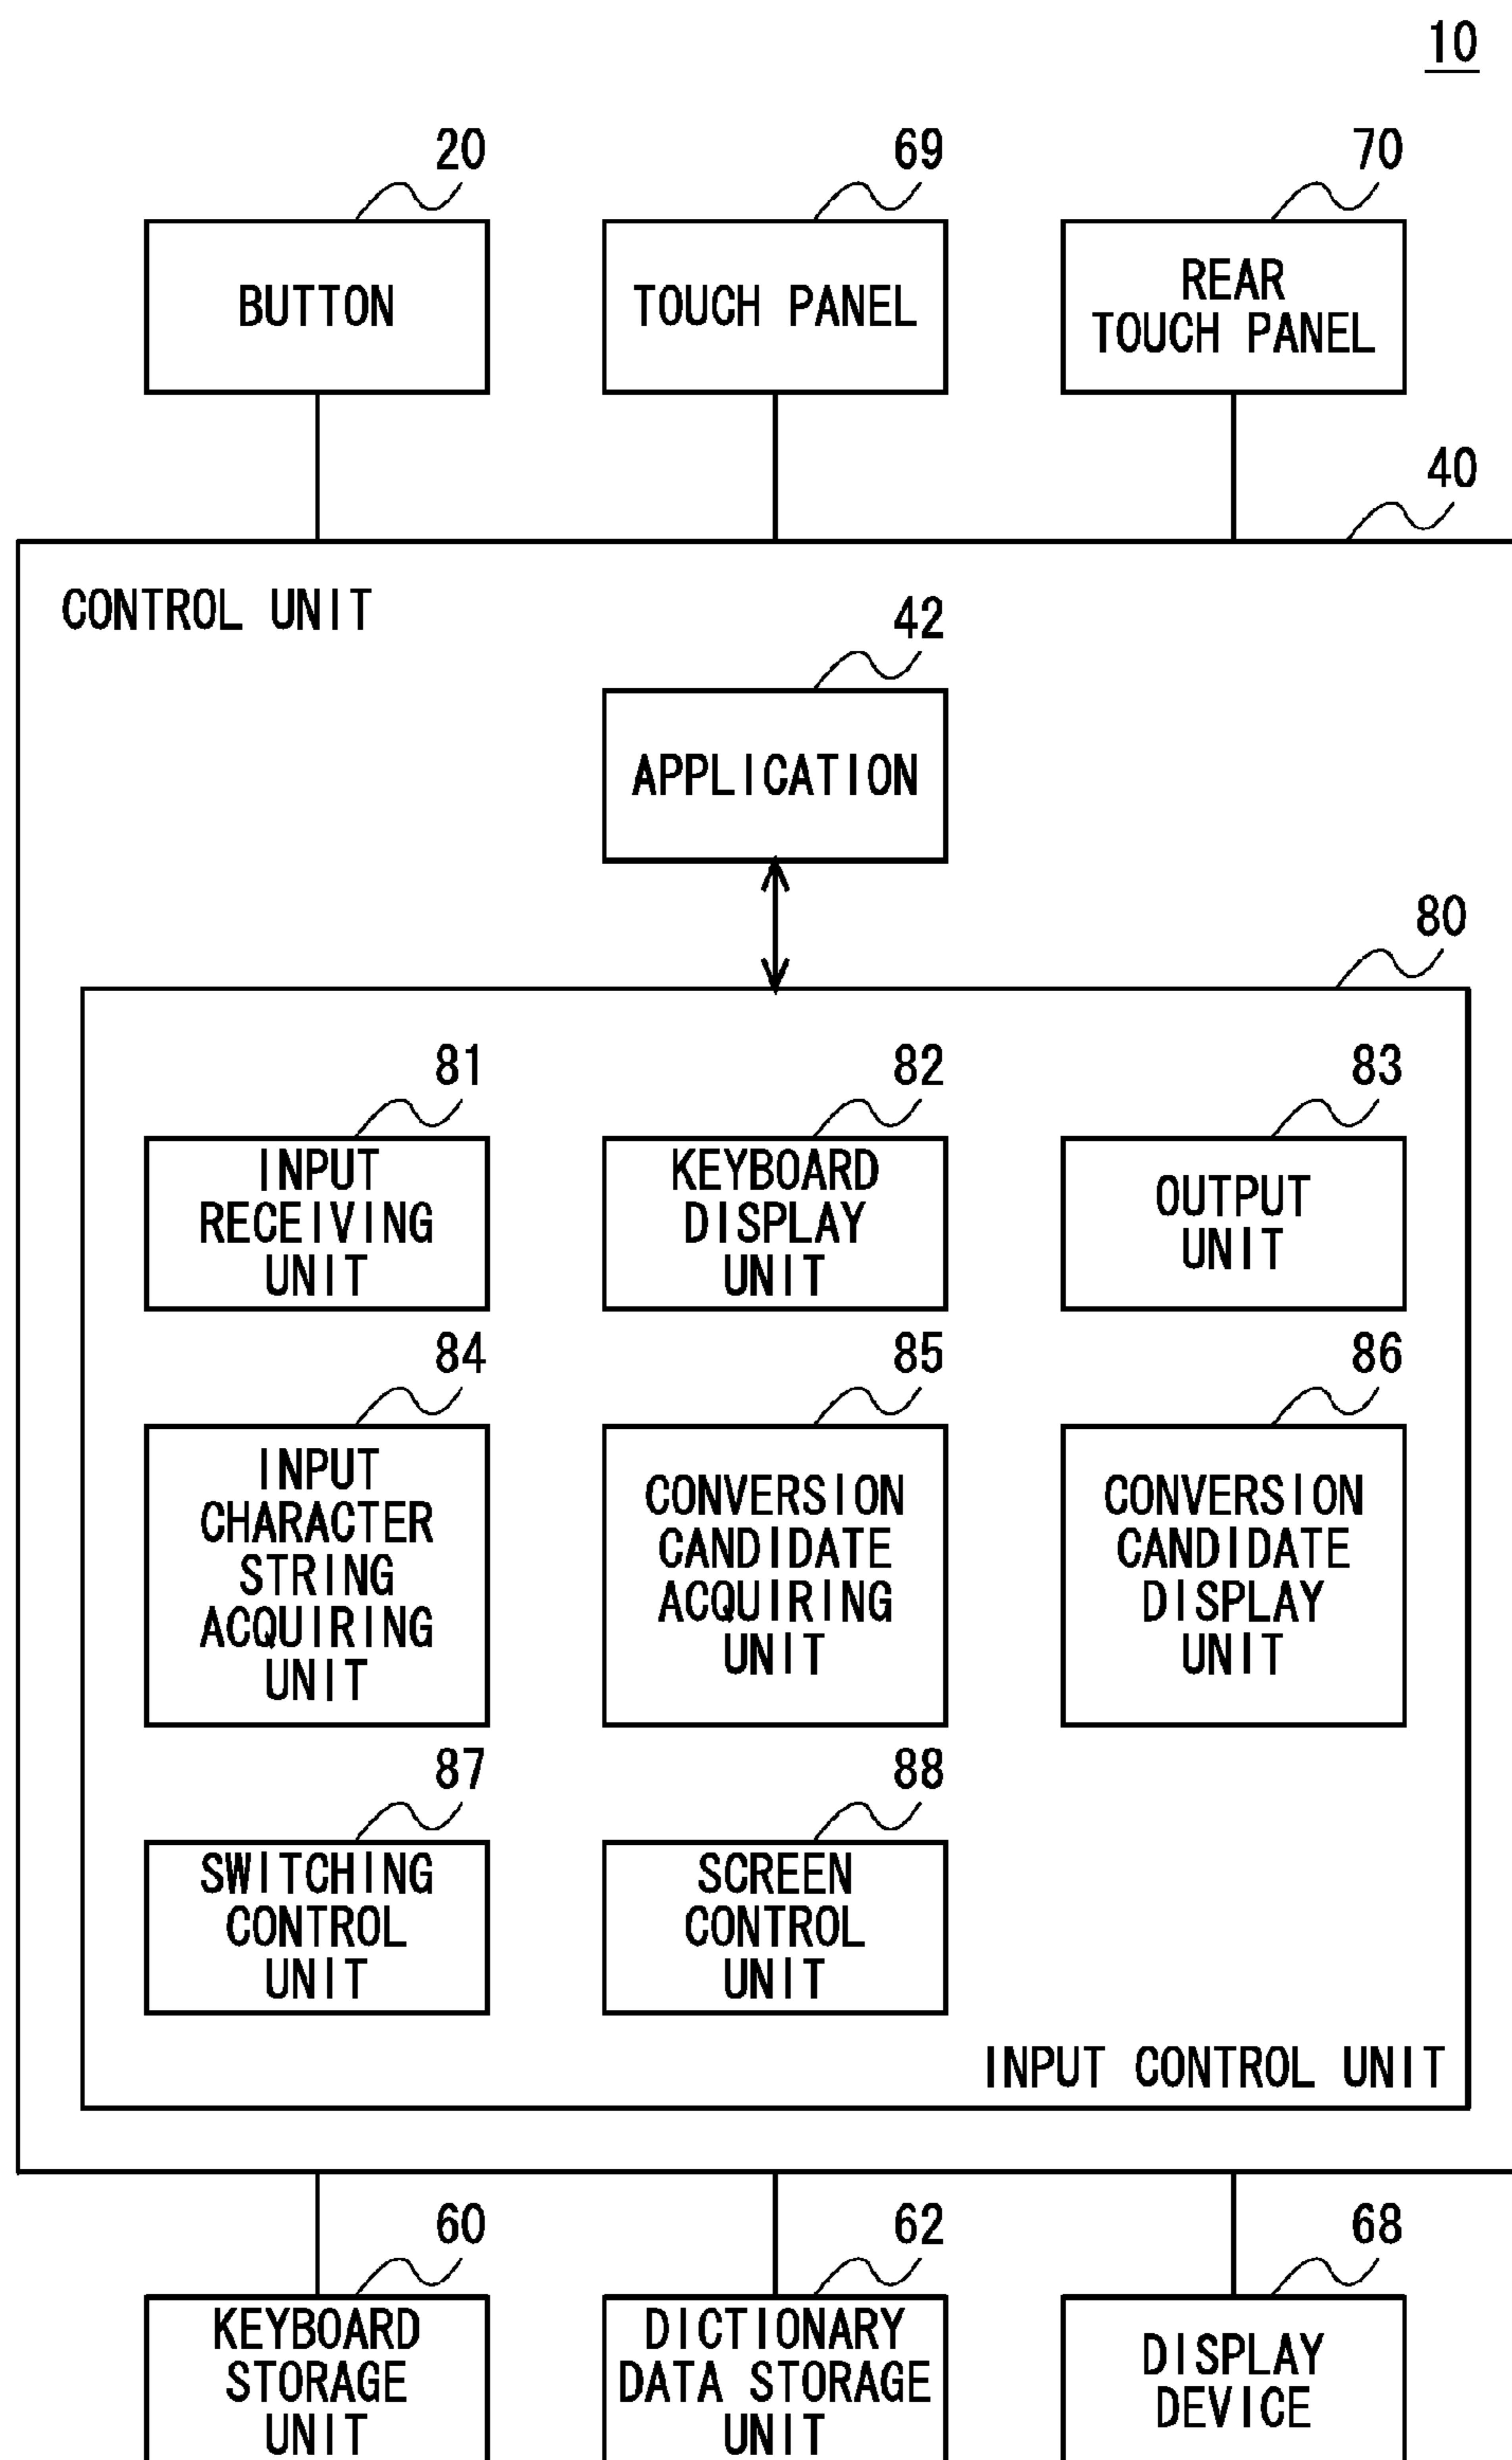 10
20
69
70
BUTTON
TOUCH PANEL
REAR
TOUCH PANEL
40
CONTROL UNIT
42
APPLICATION
80
81
82
83
INPUT
RECEIVING
UNIT
KEYBOARD
DISPLAY
UNIT
OUTPUT
UNIT
84
85
86
INPUT
CHARACTER
STRING
ACQUIRING
UNIT
CONVERSION
CANDIDATE
ACQUIRING
UNIT
CONVERSION
CANDIDATE
DISPLAY
UNIT
87
88
SWITCHING
CONTROL
UNIT
SCREEN
CONTROL
UNIT
INPUT CONTROL UNIT
60
62
68
KEYBOARD
STORAGE
UNIT
DICTIONARY
DATA STORAGE
UNIT
DISPLAY
DEVICE